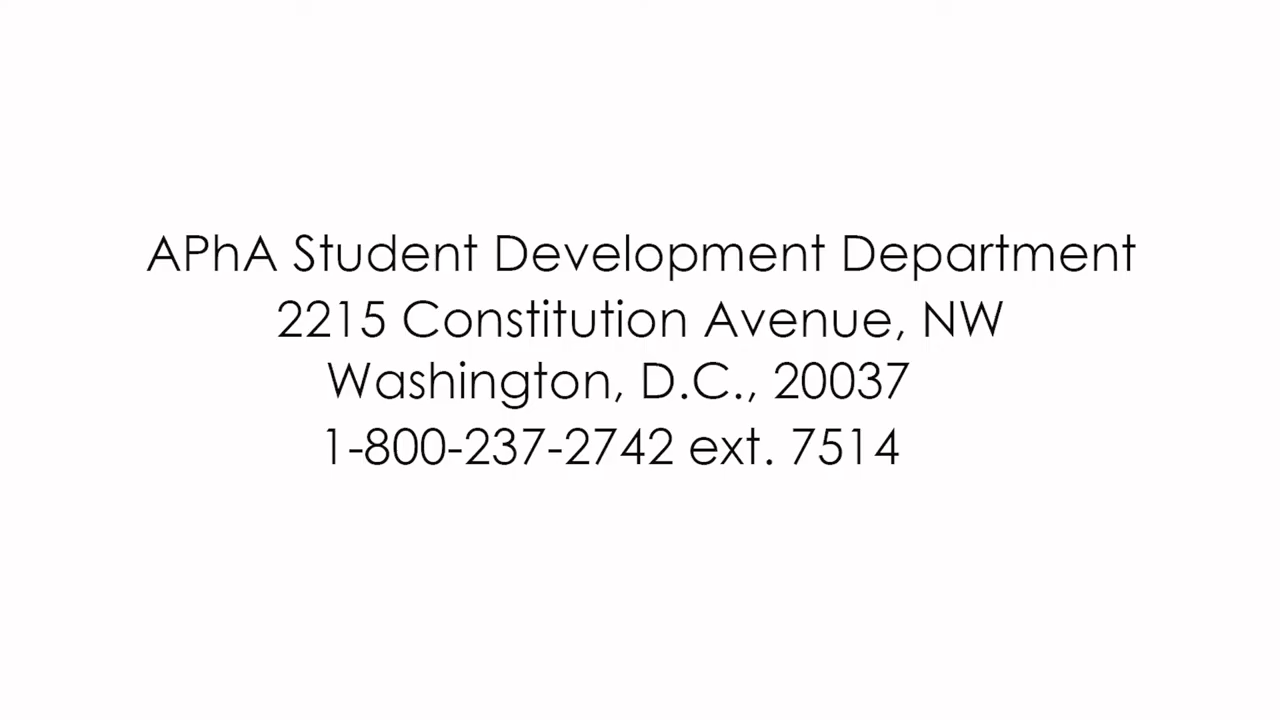 APhA Student Development Department
2215 Constitution Avenue, NW
Washington, D.C., 20037
1-800-237-2742 ext. 7514